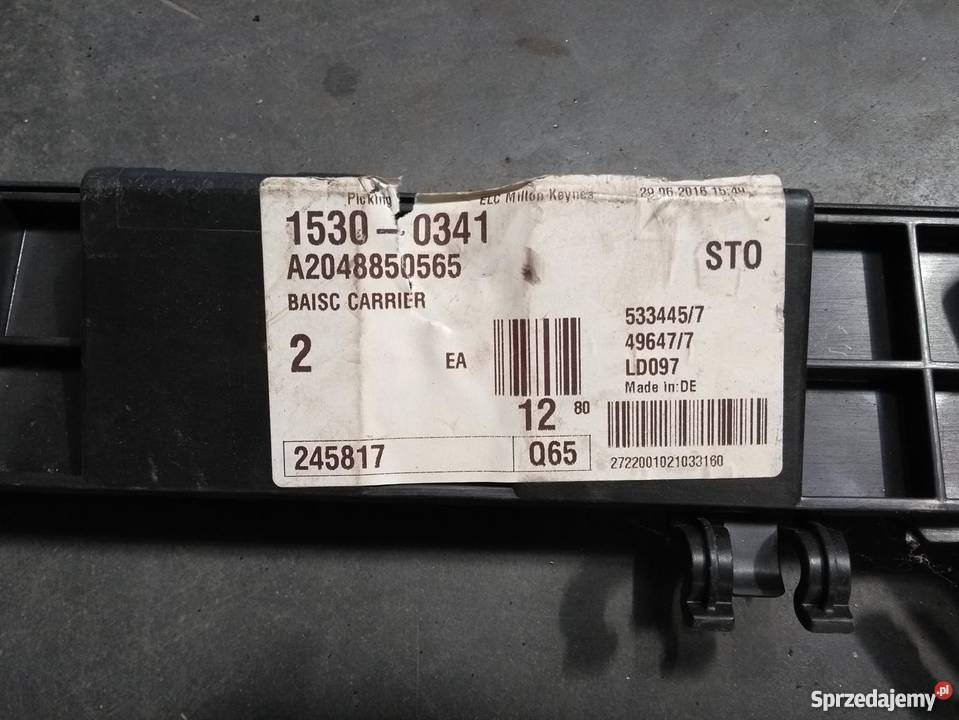 Picking ELC Milton Keynes 29.06.2016 15:49
1530-0341
A2048850565
STO
BAISC CARRIER
533445/7
49647/7
LD097
Made in:DE
2 EA
12 80
245817 Q65
2722001021033160
Sprzedajemy.pl